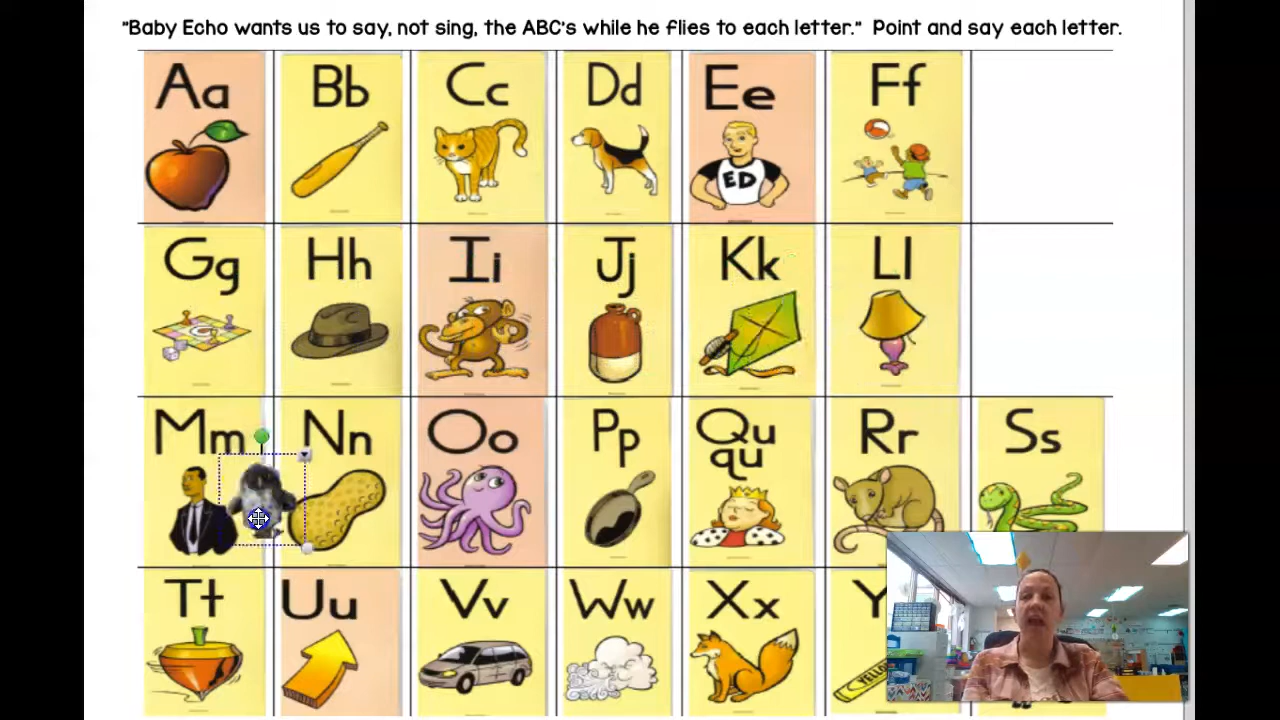 "Baby Echo wants us to say, not sing, the ABC's while he flies to each letter." Point and say each letter.
Aa Bb Cc Dd Ee Ff
ED
Gg Hh Ii Jj Kk Ll
Mm Nn Oo Pp Qu Rr Ss
qu
Tt Uu Vv Ww Xx Y
YELLO